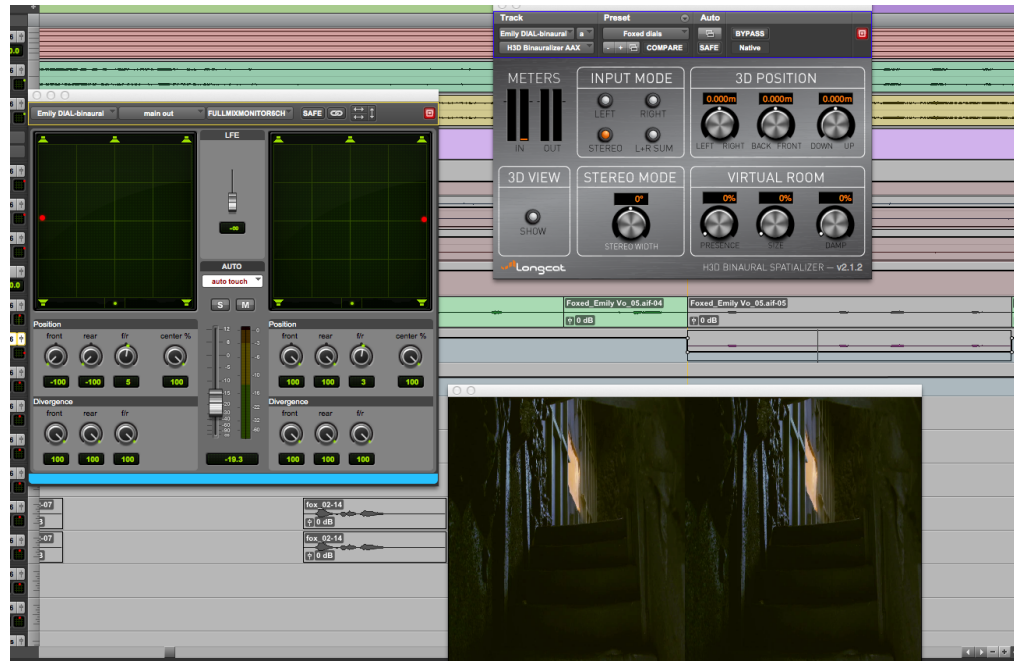 Track Preset Auto
Emily DIAL-binaural a Foxed dials BYPASS
H3D Binauralizer AAX - + COMPARE SAFE Native
METERS
IN OUT
INPUT MODE
LEFT RIGHT
STEREO L+R SUM
3D POSITION
0.000m 0.000m 0.000m
LEFT RIGHT BACK FRONT DOWN UP
3D VIEW
SHOW
STEREO MODE
0°
STEREO WIDTH
VIRTUAL ROOM
0% 0% 0%
PRESENCE SIZE DAMP
Longcat H3D BINAURAL SPATIALIZER — v2.1.2
Emily DIAL-binaural main out FULLMIXMONITOR6CH SAFE
LFE
-∞
AUTO
auto touch
S M
Position
front rear f/r center %
-100 -100 5 100
Divergence
front rear f/r
100 100 100
-19.3
Position
front rear f/r center %
100 100 3 100
Divergence
front rear f/r
100 100 100
Foxed_Emily Vo_05.aif-04 Foxed_Emily Vo_05.aif-05
0 dB 0 dB
-07 fox_02-14
0 dB
-07 fox_02-14
0 dB